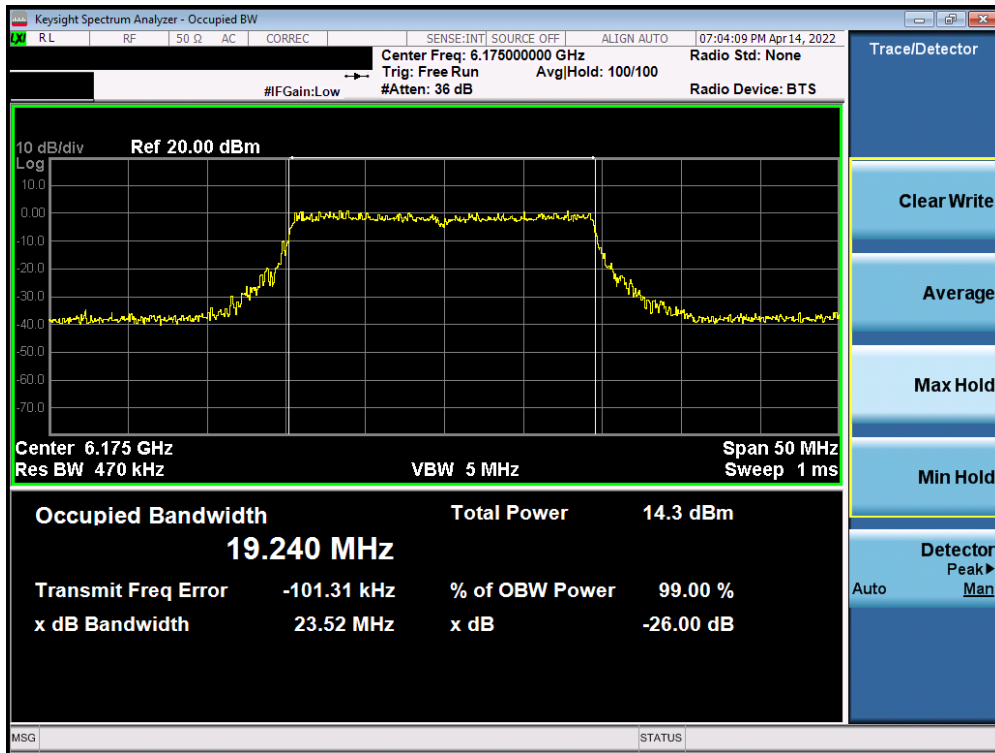 Keysight Spectrum Analyzer - Occupied BW
LXI RL RF 50 Ω AC CORREC SENSE:INT SOURCE OFF ALIGN AUTO 07:04:09 PM Apr 14, 2022
Center Freq: 6.175000000 GHz Radio Std: None
Trig: Free Run Avg|Hold: 100/100
#IFGain:Low #Atten: 36 dB Radio Device: BTS
Trace/Detector
10 dB/div Ref 20.00 dBm
Log
10.0
0.00
-10.0
-20.0
-30.0
-40.0
-50.0
-60.0
-70.0
Center 6.175 GHz Span 50 MHz
Res BW 470 kHz VBW 5 MHz Sweep 1 ms
Occupied Bandwidth Total Power 14.3 dBm
19.240 MHz
Transmit Freq Error -101.31 kHz % of OBW Power 99.00 %
x dB Bandwidth 23.52 MHz x dB -26.00 dB
Clear Write
Average
Max Hold
Min Hold
Detector
Peak▶
Auto Man
MSG STATUS